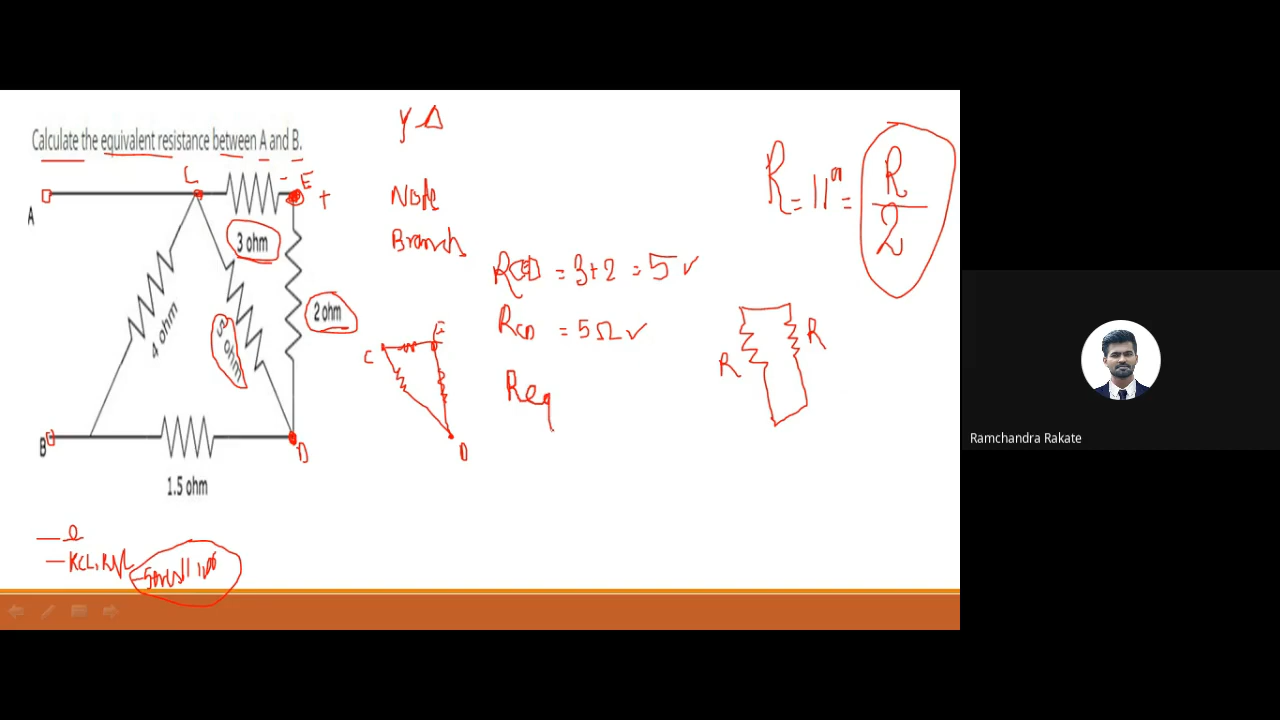 Calculate the equivalent resistance between A and B.
Y Δ
C
E
- +
A
3 ohm
Node
Branch
R = 11^n = R/2
4 ohm
5 ohm
2 ohm
RCED = 3+2 = 5 ✓
RCD = 5Ω ✓
C
E
Req
D
R
R
B
D
1.5 ohm
Ramchandra Rakate
— KCL, KVL